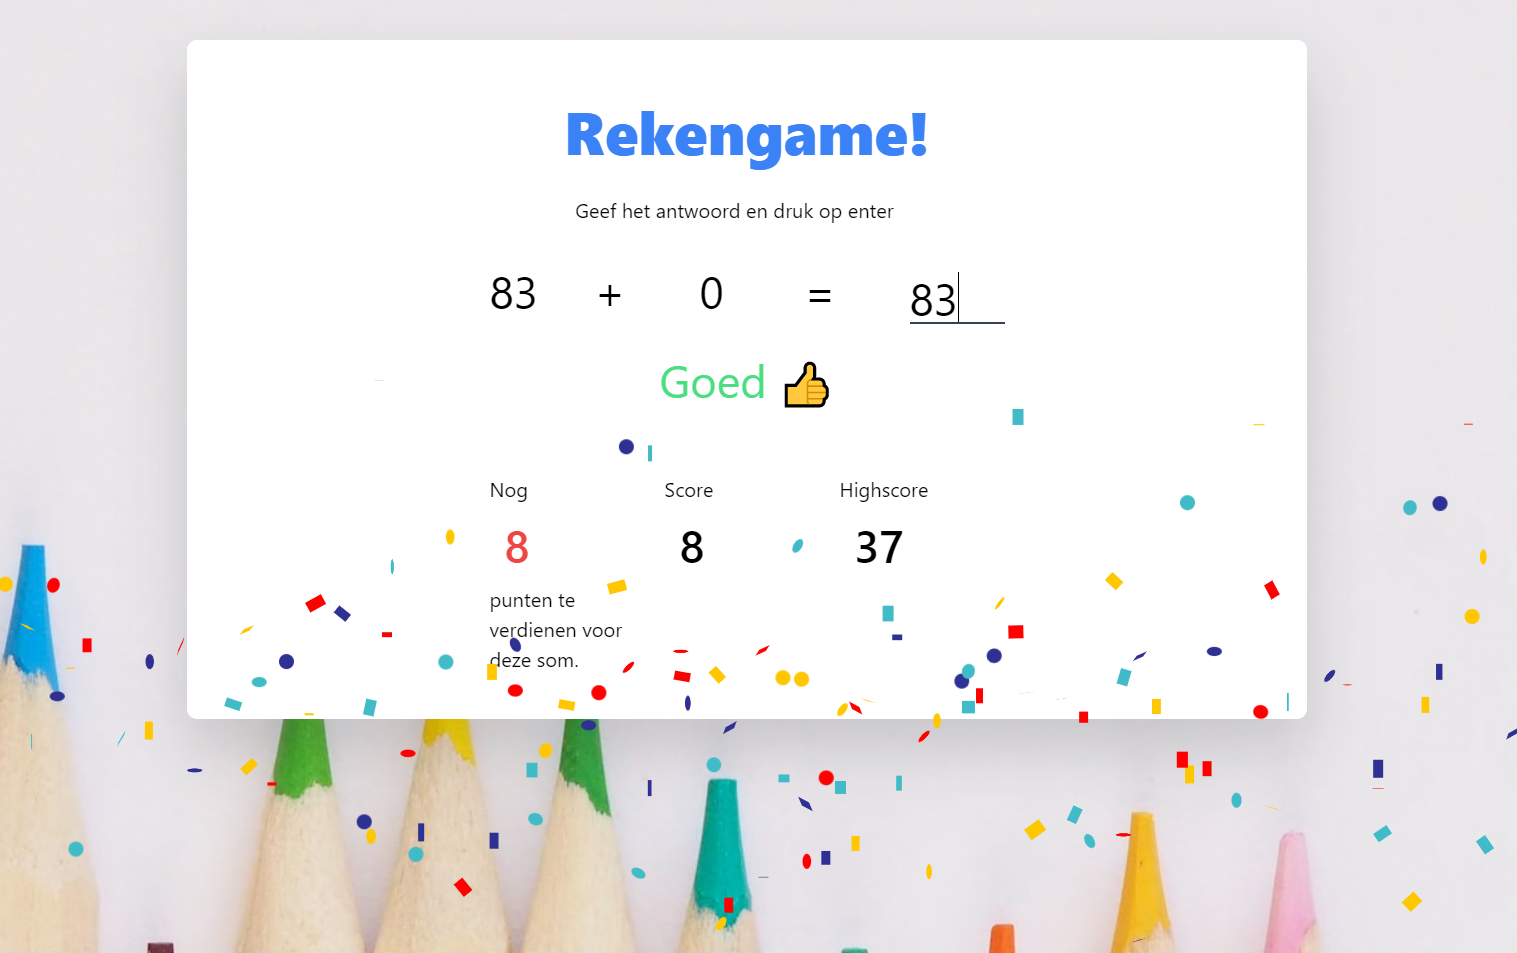 Rekengame!
Geef het antwoord en druk op enter
83 + 0 = 83
Goed 👍
Nog Score Highscore
8 8 37
punten te
verdienen voor
deze som.